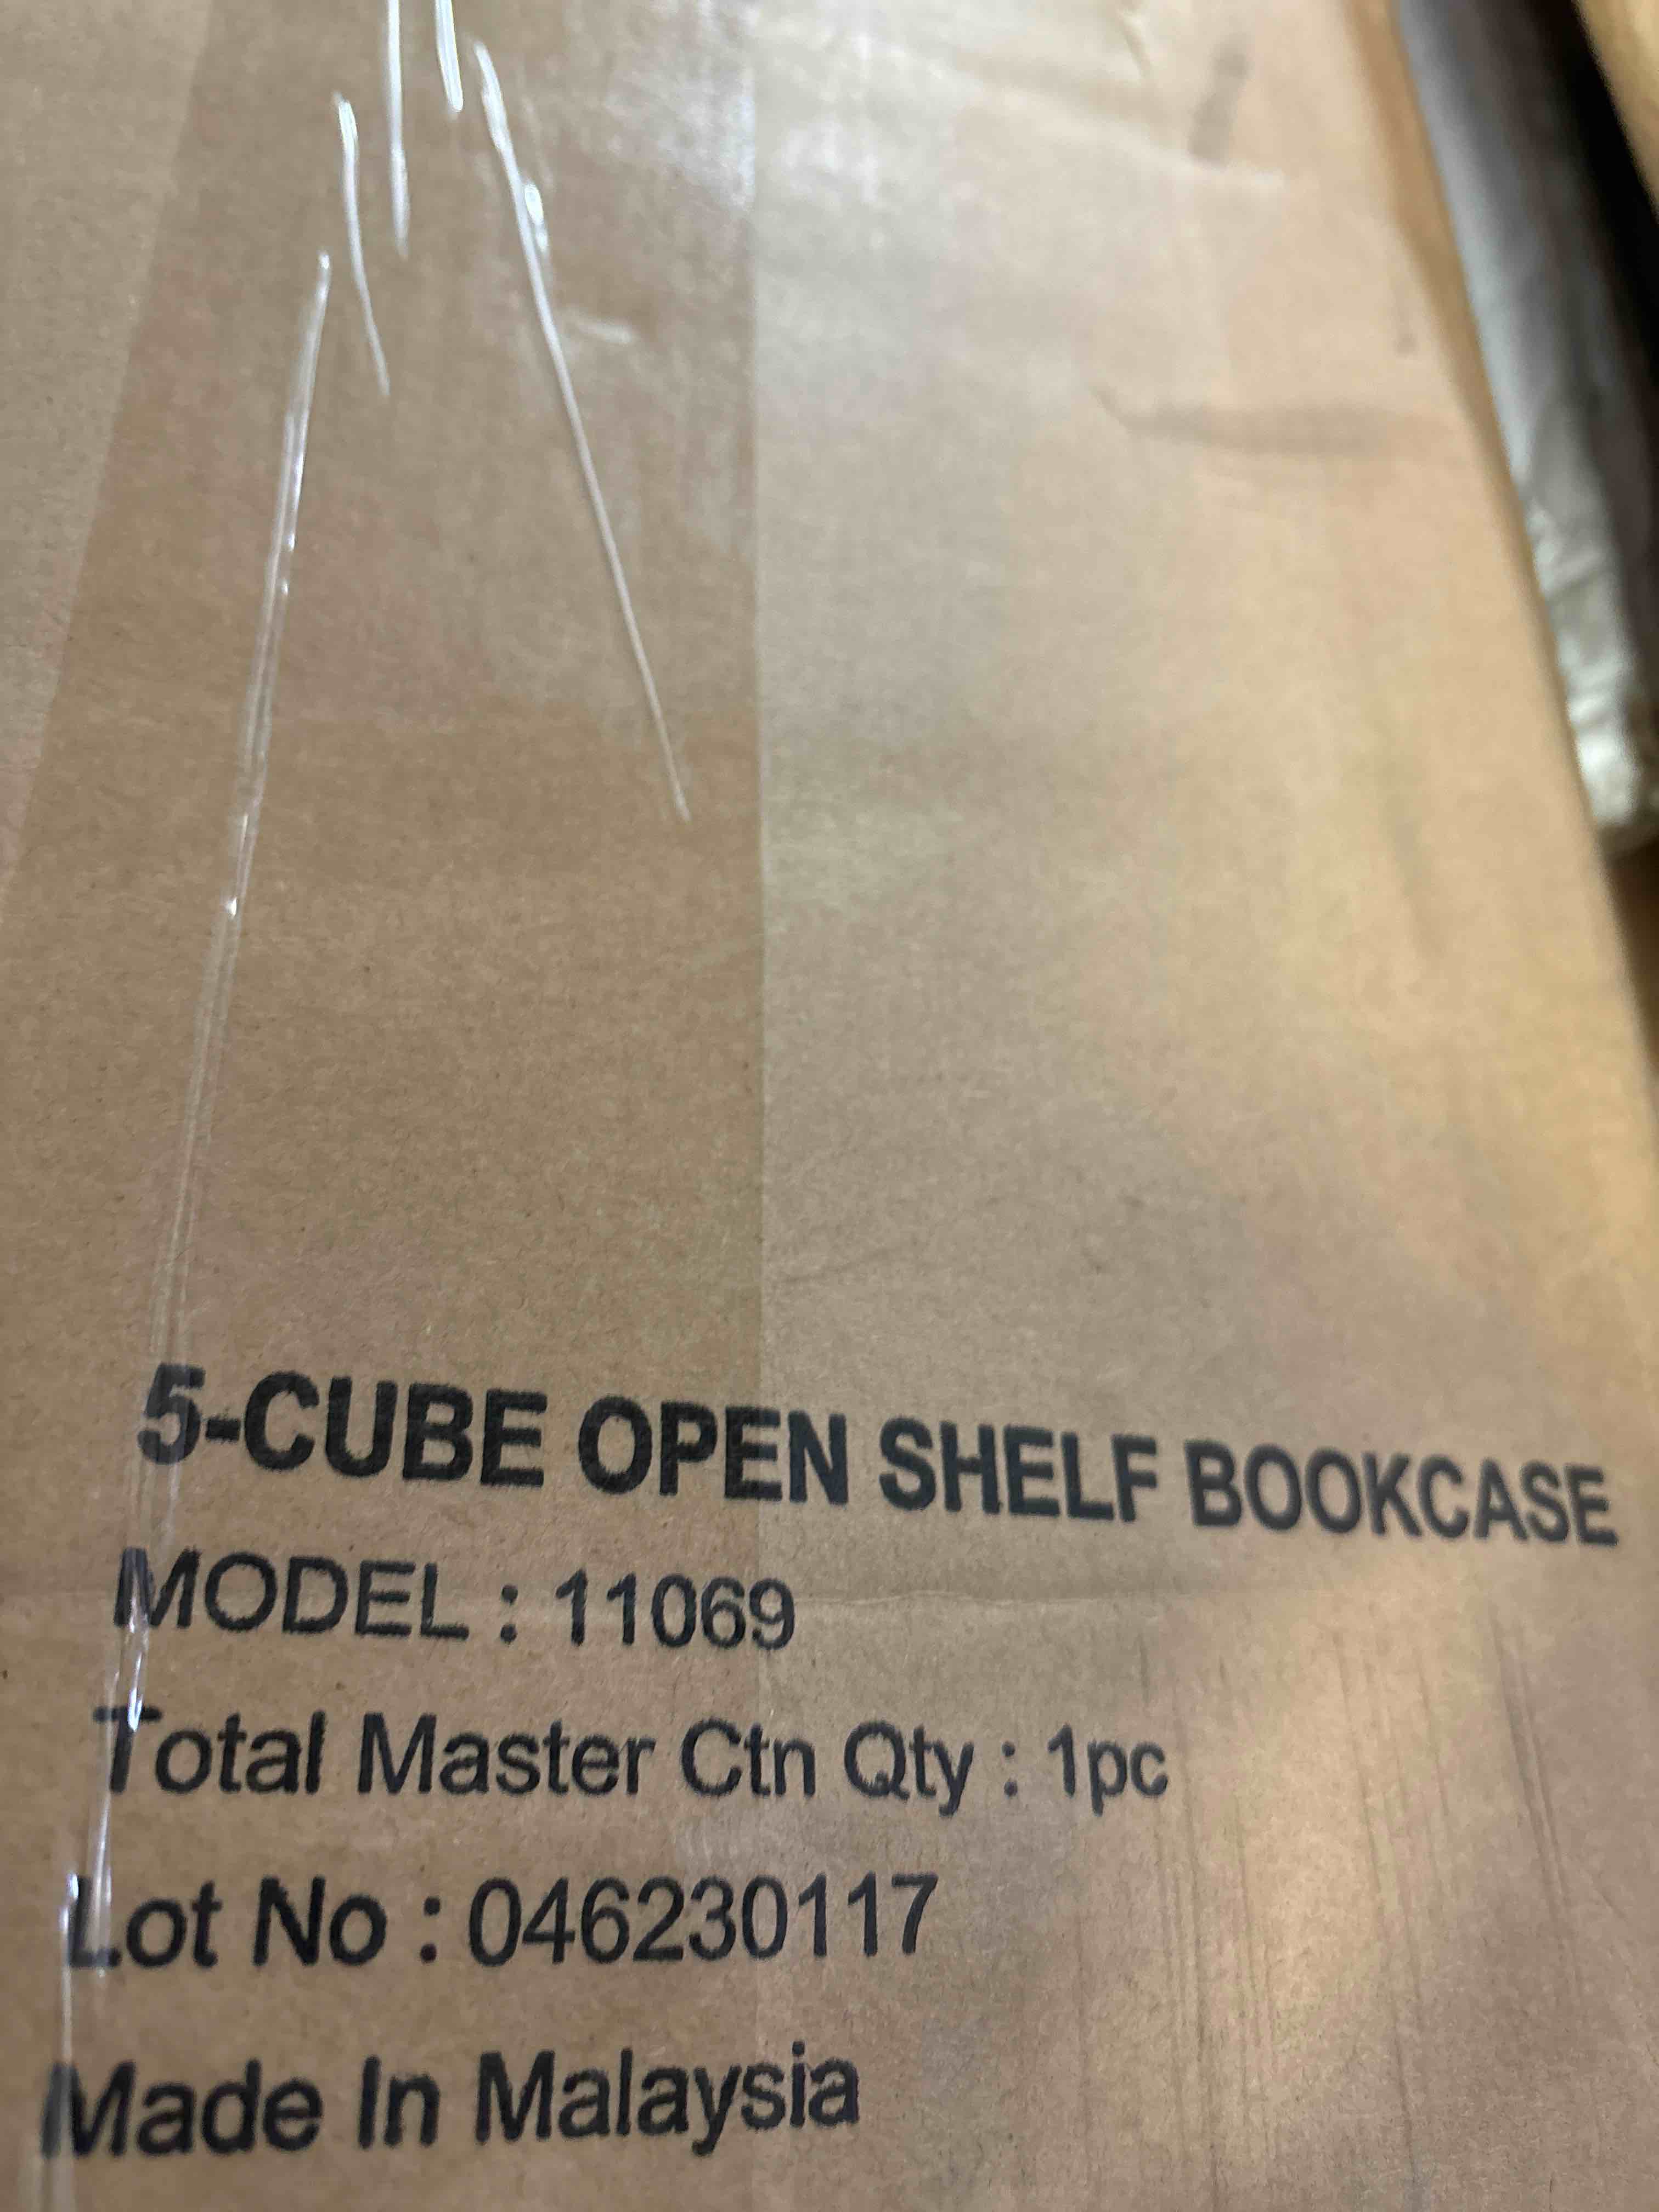 5-CUBE OPEN SHELF BOOKCASE
MODEL : 11069
Total Master Ctn Qty : 1pc
Lot No : 046230117
Made In Malaysia